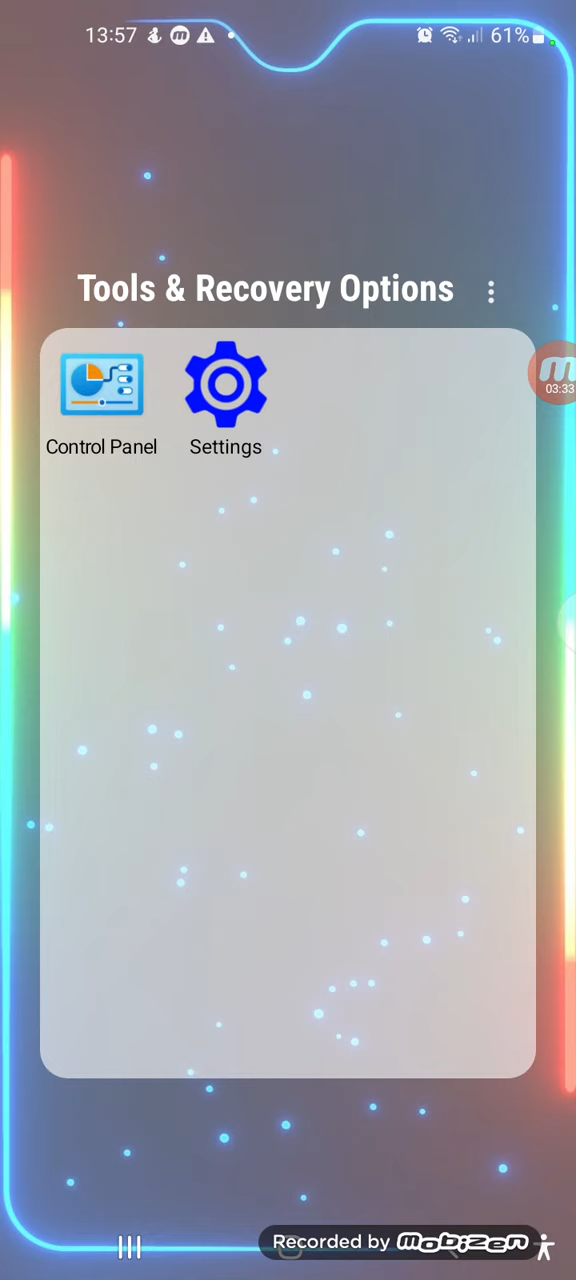 13:57
61%
Tools & Recovery Options
m
03:33
Control Panel
Settings
Recorded by mobizen